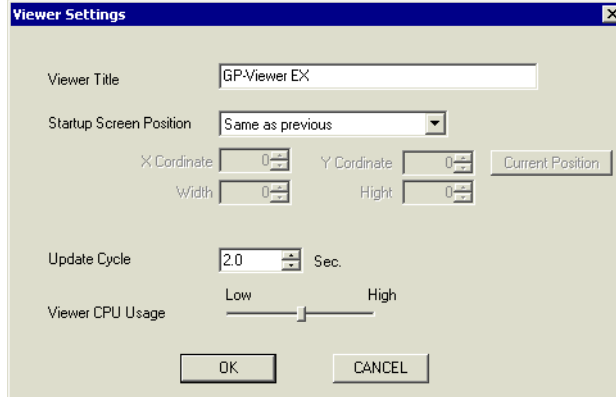 Viewer Settings
Viewer Title GP-Viewer EX
Startup Screen Position Same as previous
X Cordinate 0 Y Cordinate 0 Current Position
Width 0 Hight 0
Update Cycle 2.0 Sec.
Low High
Viewer CPU Usage
OK CANCEL